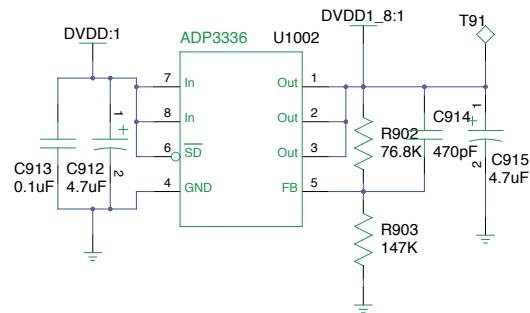 DVDD:1
ADP3336 U1002
DVDD1_8:1
T91
7 In Out 1
8 In Out 2
6 SD Out 3
4 GND FB 5
C913
0.1uF
1
+
C912
2
4.7uF
R902
76.8K
C914
470pF
1
+
C915
2
4.7uF
R903
147K